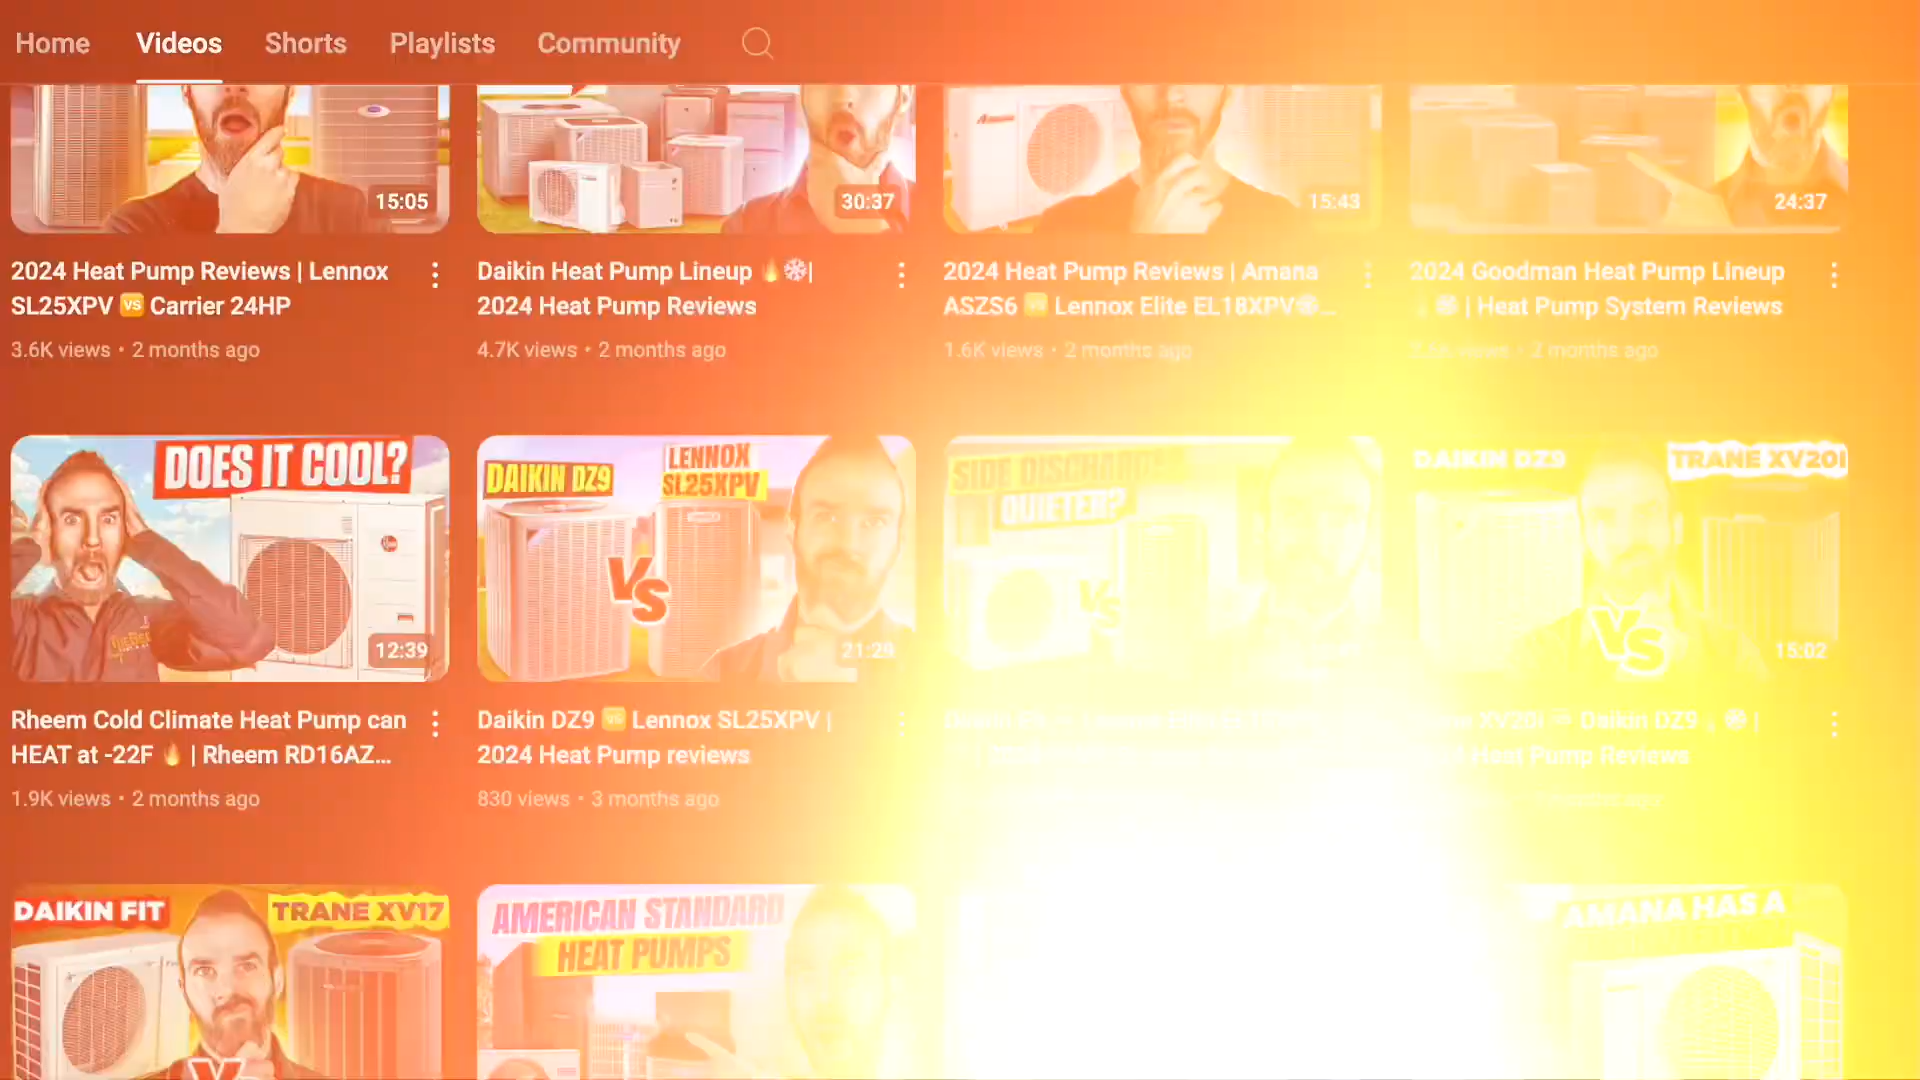 Home Videos Shorts Playlists Community
15:05
30:37
15:43
24:37
2024 Heat Pump Reviews | Lennox
SL25XPV 🆚 Carrier 24HP
3.6K views • 2 months ago
Daikin Heat Pump Lineup 🔥❄️|
2024 Heat Pump Reviews
4.7K views • 2 months ago
2024 Heat Pump Reviews | Amana
ASZS6 🆚 Lennox Elite EL18XPV❄️...
1.6K views • 2 months ago
2024 Goodman Heat Pump Lineup
| Heat Pump System Reviews
views • 2 months ago
DOES IT COOL?
12:39
DAIKIN DZ9
LENNOX
SL25XPV
VS
21:29
SIDE DISCHARGE
QUIETER?
VS
DAIKIN DZ9
TRANE XV20I
VS
15:02
Rheem Cold Climate Heat Pump can
HEAT at -22F 🔥 | Rheem RD16AZ...
1.9K views • 2 months ago
Daikin DZ9 🆚 Lennox SL25XPV |
2024 Heat Pump reviews
830 views • 3 months ago
XV20i 🆚 Daikin DZ9 |
Heat Pump Reviews
DAIKIN FIT
TRANE XV17
VS
AMERICAN STANDARD
HEAT PUMPS
AMANA HAS A